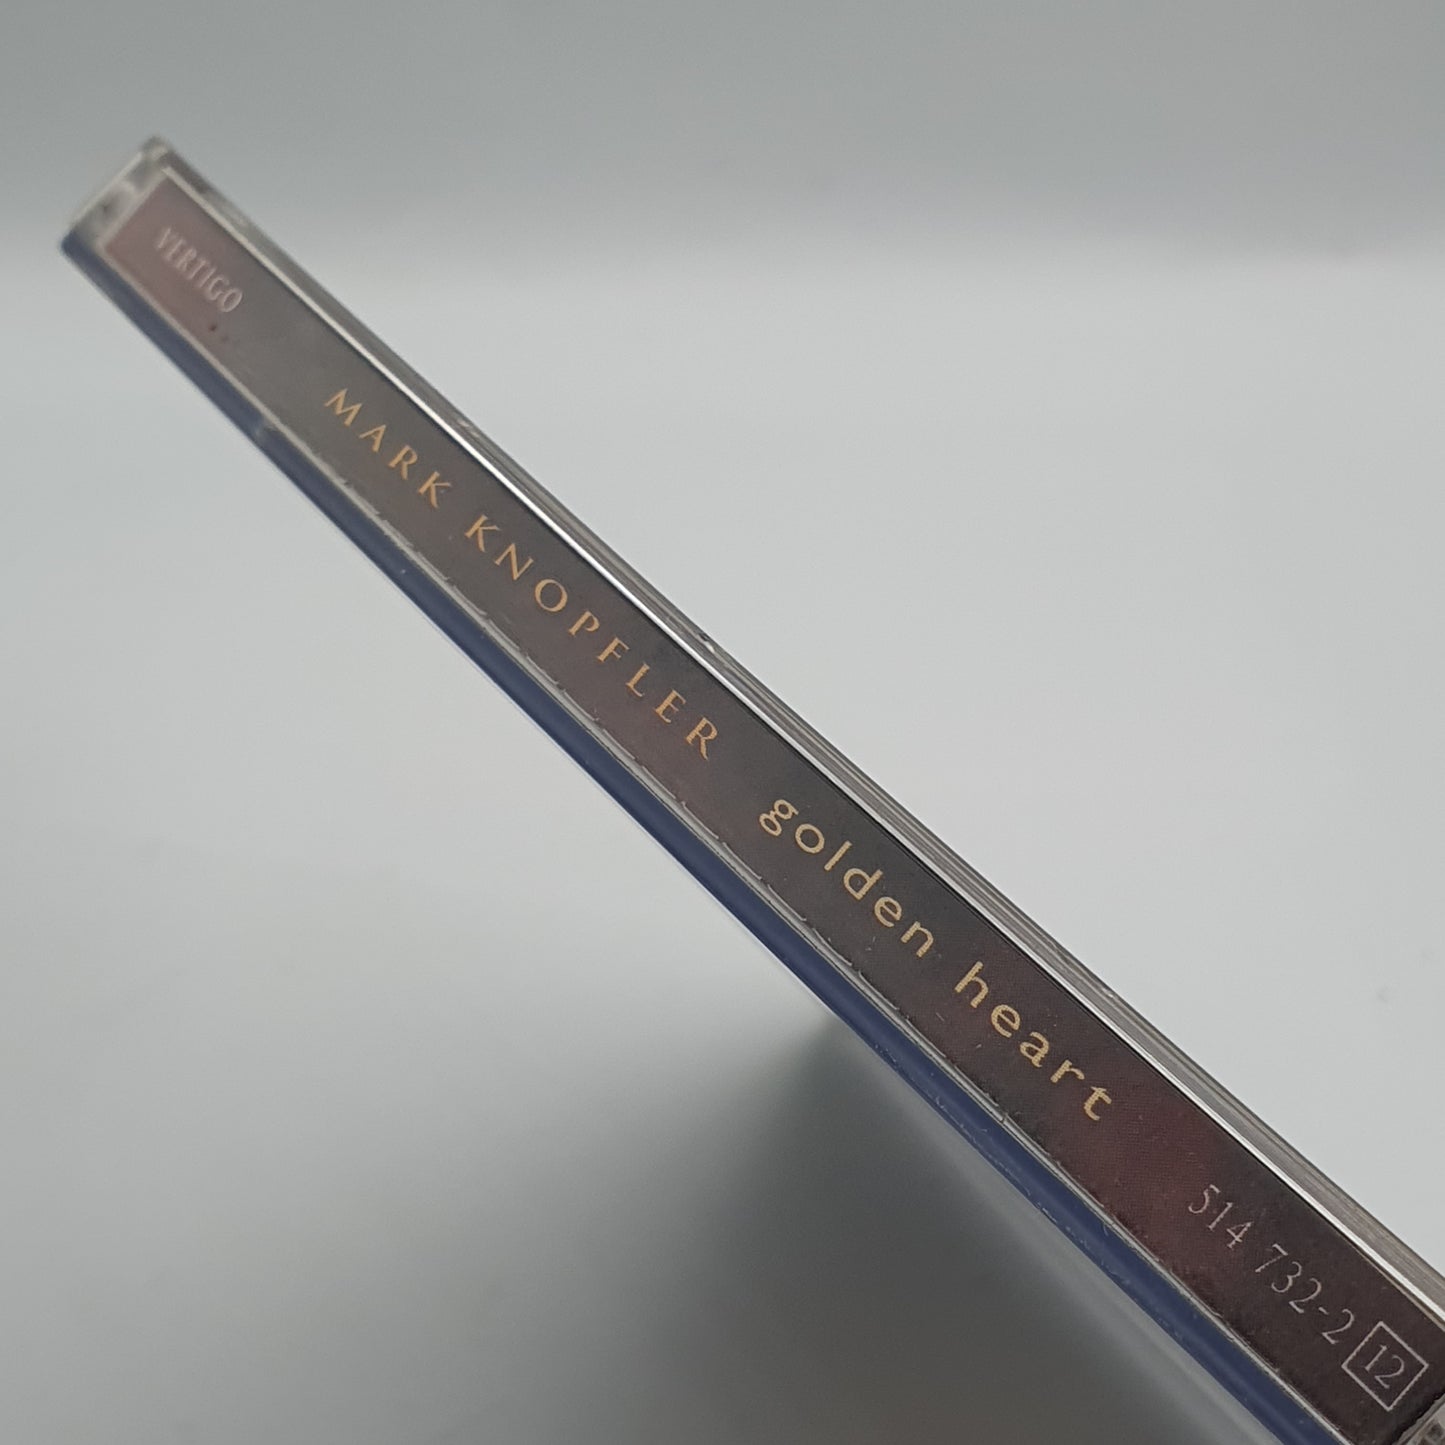 VERTIGO
MARK KNOPFLER golden heart
514 732-2 12